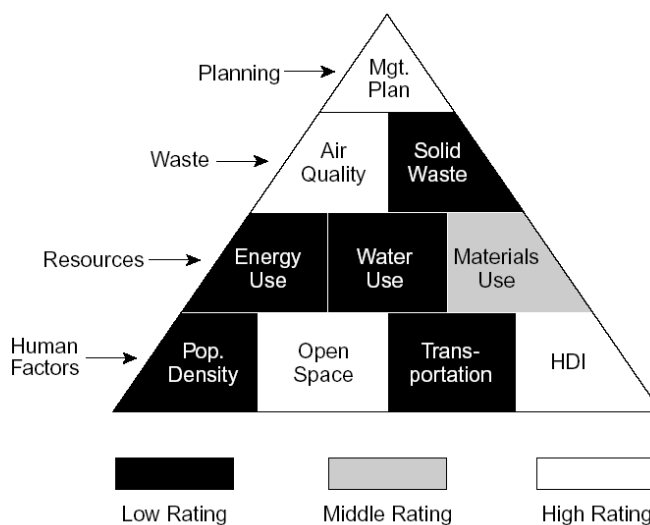 Planning
Mgt.
Plan
Waste
Air
Quality
Solid
Waste
Resources
Energy
Use
Water
Use
Materials
Use
Human
Factors
Pop.
Density
Open
Space
Trans-
portation
HDI
Low Rating
Middle Rating
High Rating